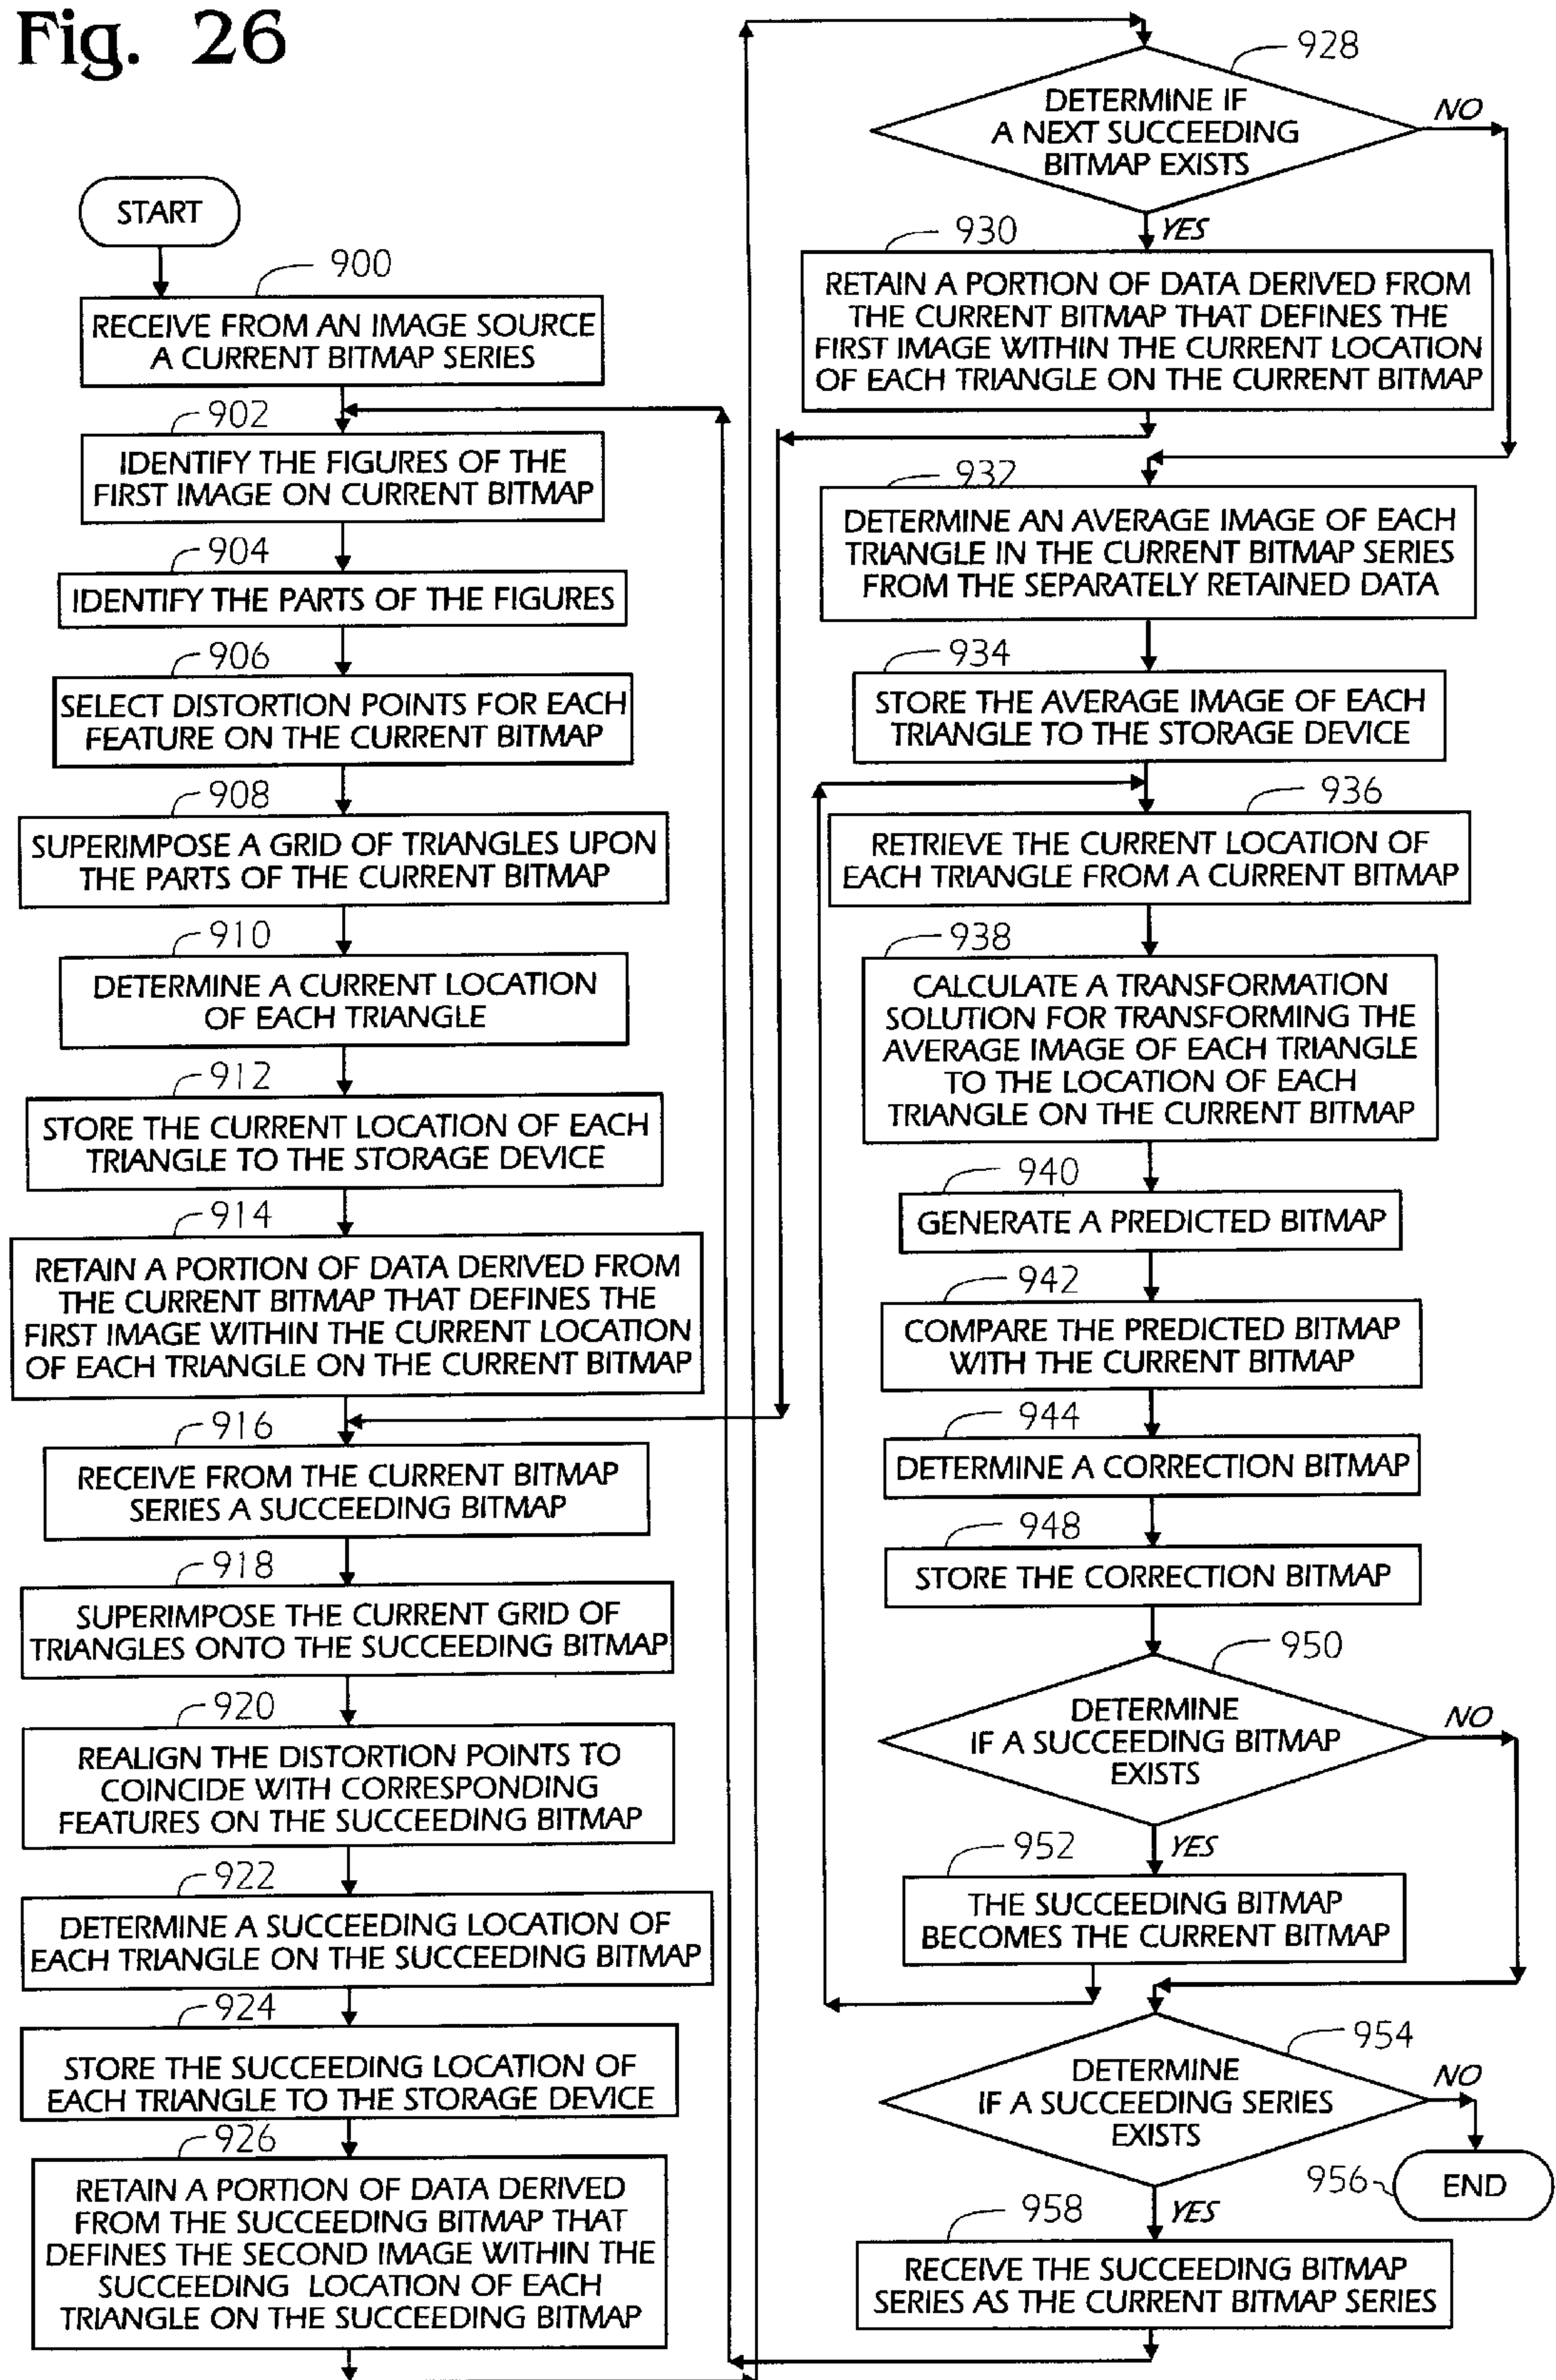 Fig. 26
START
900
RECEIVE FROM AN IMAGE SOURCE
A CURRENT BITMAP SERIES
902
IDENTIFY THE FIGURES OF THE
FIRST IMAGE ON CURRENT BITMAP
904
IDENTIFY THE PARTS OF THE FIGURES
906
SELECT DISTORTION POINTS FOR EACH
FEATURE ON THE CURRENT BITMAP
908
SUPERIMPOSE A GRID OF TRIANGLES UPON
THE PARTS OF THE CURRENT BITMAP
910
DETERMINE A CURRENT LOCATION
OF EACH TRIANGLE
912
STORE THE CURRENT LOCATION OF EACH
TRIANGLE TO THE STORAGE DEVICE
914
RETAIN A PORTION OF DATA DERIVED FROM
THE CURRENT BITMAP THAT DEFINES THE
FIRST IMAGE WITHIN THE CURRENT LOCATION
OF EACH TRIANGLE ON THE CURRENT BITMAP
916
RECEIVE FROM THE CURRENT BITMAP
SERIES A SUCCEEDING BITMAP
918
SUPERIMPOSE THE CURRENT GRID OF
TRIANGLES ONTO THE SUCCEEDING BITMAP
920
REALIGN THE DISTORTION POINTS TO
COINCIDE WITH CORRESPONDING
FEATURES ON THE SUCCEEDING BITMAP
922
DETERMINE A SUCCEEDING LOCATION OF
EACH TRIANGLE ON THE SUCCEEDING BITMAP
924
STORE THE SUCCEEDING LOCATION OF
EACH TRIANGLE TO THE STORAGE DEVICE
926
RETAIN A PORTION OF DATA DERIVED
FROM THE SUCCEEDING BITMAP THAT
DEFINES THE SECOND IMAGE WITHIN THE
SUCCEEDING LOCATION OF EACH
TRIANGLE ON THE SUCCEEDING BITMAP
928
DETERMINE IF
A NEXT SUCCEEDING
BITMAP EXISTS
NO
YES
930
RETAIN A PORTION OF DATA DERIVED FROM
THE CURRENT BITMAP THAT DEFINES THE
FIRST IMAGE WITHIN THE CURRENT LOCATION
OF EACH TRIANGLE ON THE CURRENT BITMAP
932
DETERMINE AN AVERAGE IMAGE OF EACH
TRIANGLE IN THE CURRENT BITMAP SERIES
FROM THE SEPARATELY RETAINED DATA
934
STORE THE AVERAGE IMAGE OF EACH
TRIANGLE TO THE STORAGE DEVICE
936
RETRIEVE THE CURRENT LOCATION OF
EACH TRIANGLE FROM A CURRENT BITMAP
938
CALCULATE A TRANSFORMATION
SOLUTION FOR TRANSFORMING THE
AVERAGE IMAGE OF EACH TRIANGLE
TO THE LOCATION OF EACH
TRIANGLE ON THE CURRENT BITMAP
940
GENERATE A PREDICTED BITMAP
942
COMPARE THE PREDICTED BITMAP
WITH THE CURRENT BITMAP
944
DETERMINE A CORRECTION BITMAP
948
STORE THE CORRECTION BITMAP
950
DETERMINE
IF A SUCCEEDING BITMAP
EXISTS
NO
YES
952
THE SUCCEEDING BITMAP
BECOMES THE CURRENT BITMAP
954
DETERMINE
IF A SUCCEEDING SERIES
EXISTS
NO
956
END
YES
958
RECEIVE THE SUCCEEDING BITMAP
SERIES AS THE CURRENT BITMAP SERIES